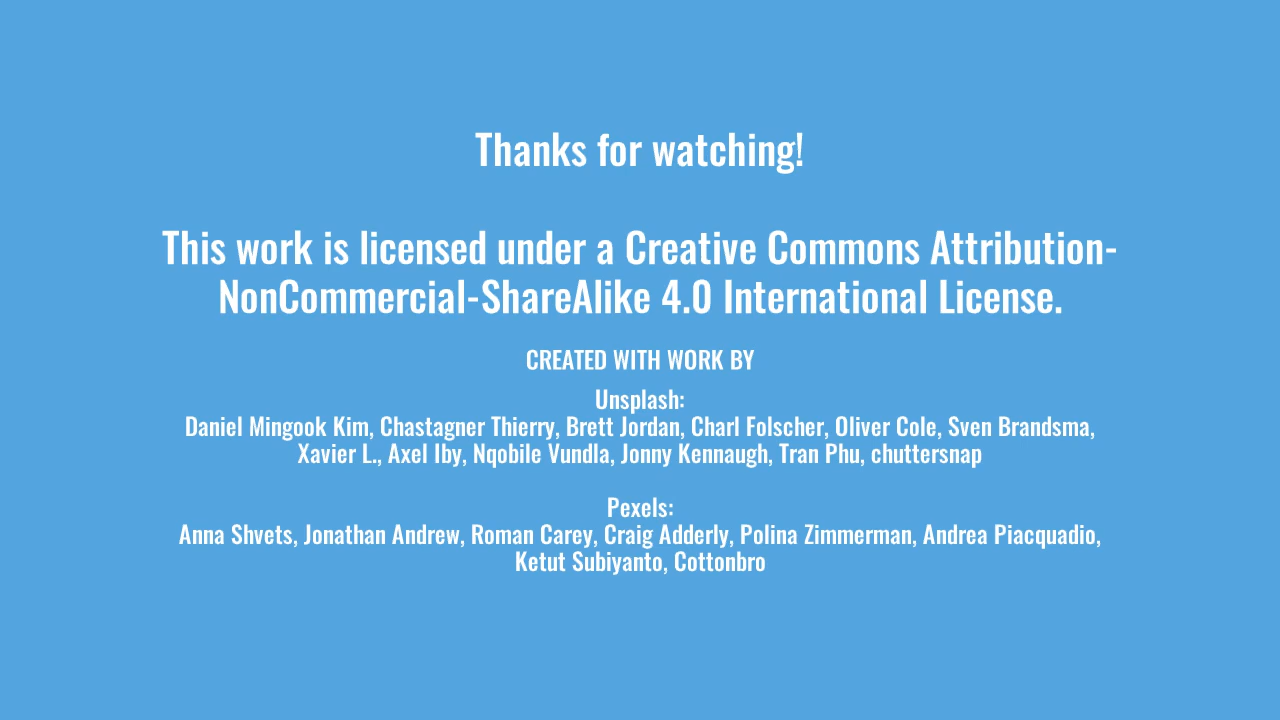 Thanks for watching!
This work is licensed under a Creative Commons Attribution-
NonCommercial-ShareAlike 4.0 International License.
CREATED WITH WORK BY
Unsplash:
Daniel Mingook Kim, Chastagner Thierry, Brett Jordan, Charl Folscher, Oliver Cole, Sven Brandsma,
Xavier L., Axel Iby, Nqobile Vundla, Jonny Kennaugh, Tran Phu, chuttersnap
Pexels:
Anna Shvets, Jonathan Andrew, Roman Carey, Craig Adderly, Polina Zimmerman, Andrea Piacquadio,
Ketut Subiyanto, Cottonbro